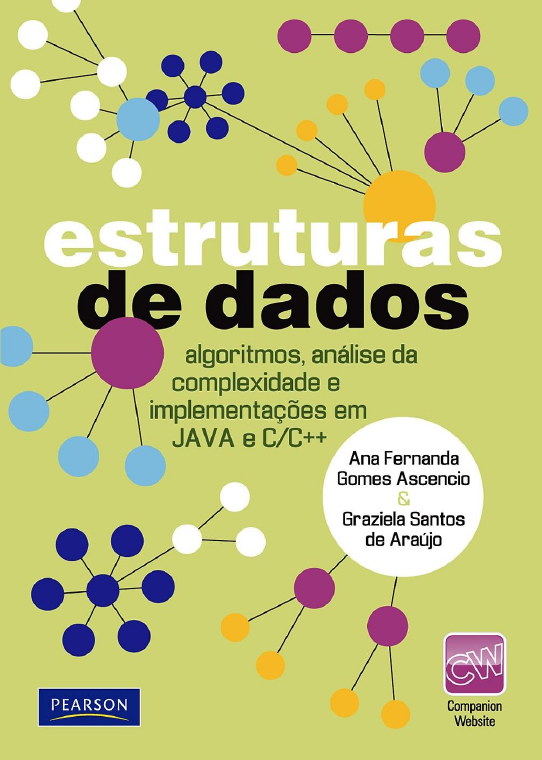 estruturas
de dados
algoritmos, análise da
complexidade e
implementações em
JAVA e C/C++
Ana Fernanda
Gomes Ascencio
&
Graziela Santos
de Araújo
PEARSON
CW
Companion
Website